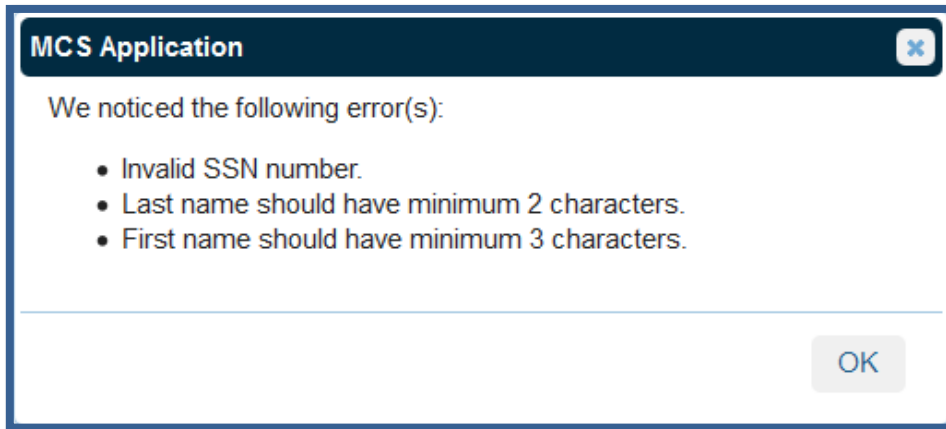 MCS Application
We noticed the following error(s):
• Invalid SSN number.
• Last name should have minimum 2 characters.
• First name should have minimum 3 characters.
OK